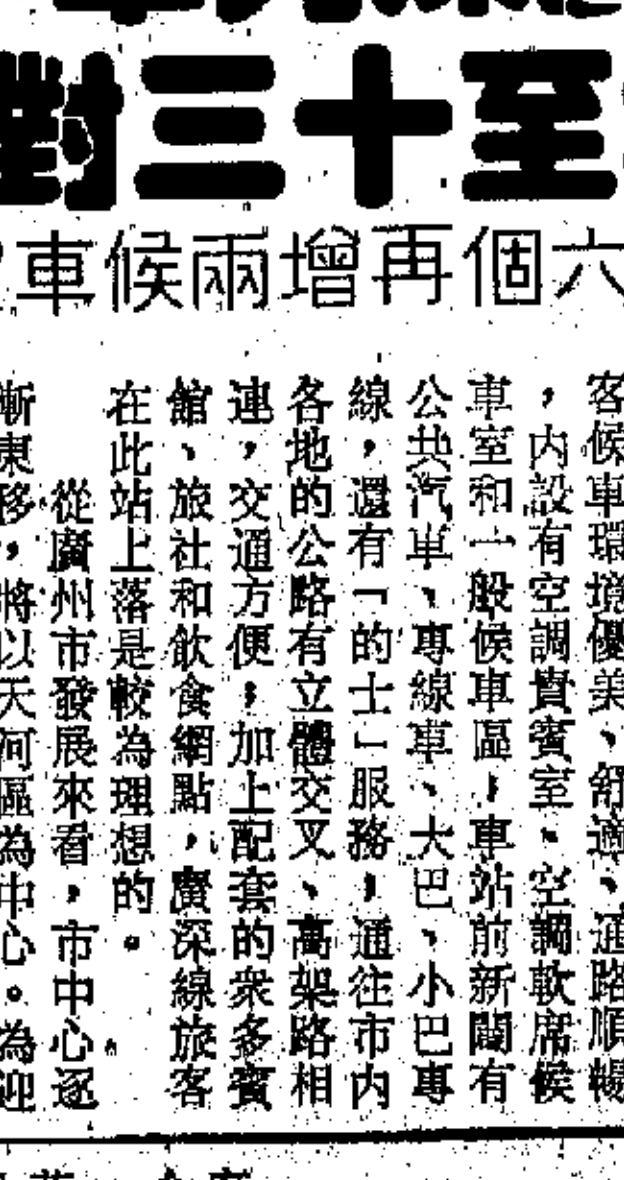 至十三對
六個再增兩候車
客候車環境優美、舒適、通路順暢
，內設有空調貴賓室、空調軟席候
車室和一般候車區，車站前新闢有
公共汽車、專線車、大巴、小巴專
線，還有「的士」服務，通往市內
各地的公路有立體交叉、高架路相
連，交通方便，加上配套的衆多賓
館、旅社和飲食網點，廣深線旅客
在此站上落是較為理想的。
從廣州市發展來看，市中心逐
漸東移，將以天河區為中心。為迎